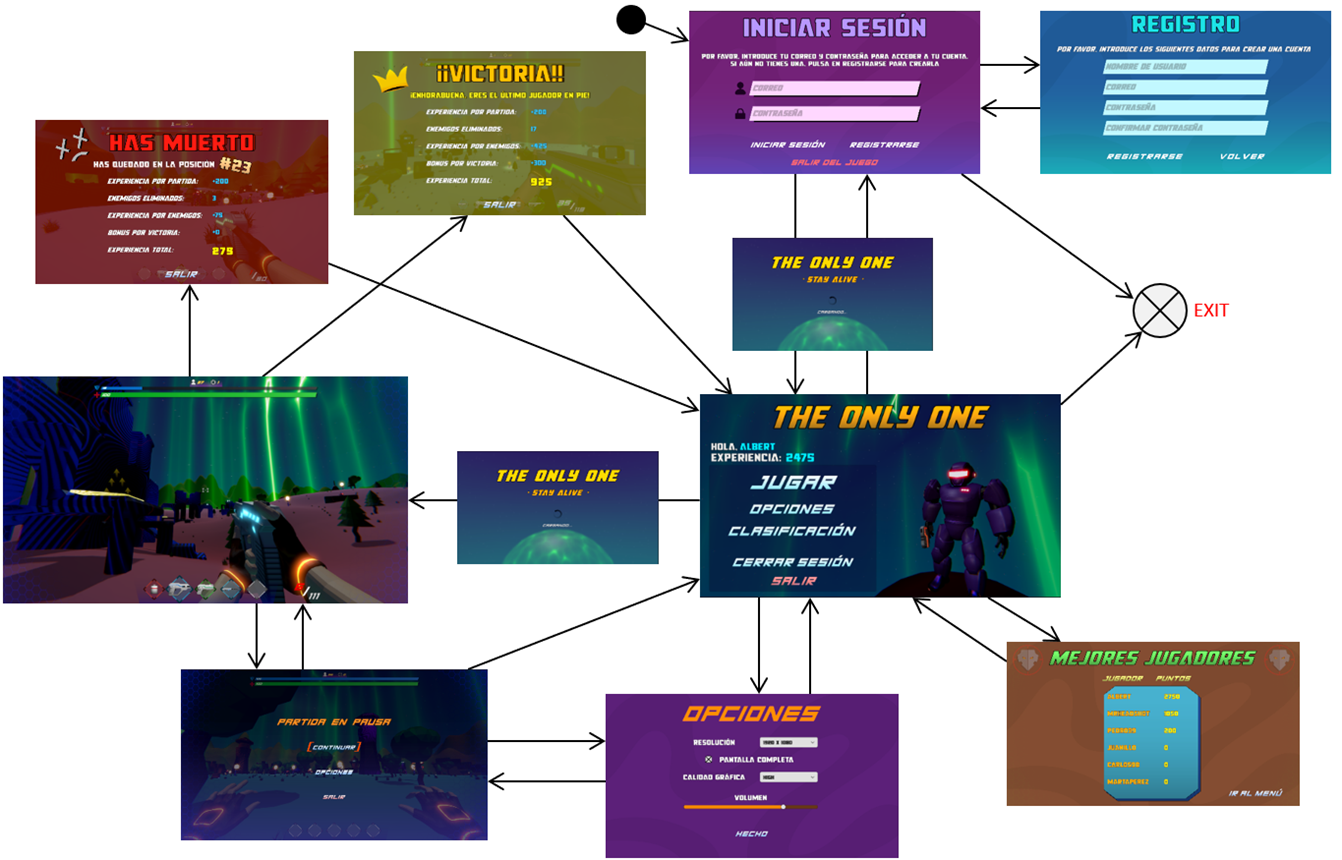 INICIAR SESIÓN
POR FAVOR, INTRODUCE TU CORREO Y CONTRASEÑA PARA ACCEDER A TU CUENTA.
SI AÚN NO TIENES UNA, PULSA EN REGISTRARSE PARA CREARLA
CORREO
CONTRASEÑA
INICIAR SESIÓN REGISTRARSE
SALIR DEL JUEGO
REGISTRO
POR FAVOR, INTRODUCE LOS SIGUIENTES DATOS PARA CREAR UNA CUENTA
NOMBRE DE USUARIO
CORREO
CONTRASEÑA
CONFIRMAR CONTRASEÑA
REGISTRARSE VOLVER
¡¡VICTORIA!!
¡ENHORABUENA, ERES EL ÚLTIMO JUGADOR EN PIE!
EXPERIENCIA POR PARTIDA: +200
ENEMIGOS ELIMINADOS: 17
EXPERIENCIA POR ENEMIGOS: +425
BONUS POR VICTORIA: +300
EXPERIENCIA TOTAL: 925
SALIR
HAS MUERTO
HAS QUEDADO EN LA POSICIÓN #23
EXPERIENCIA POR PARTIDA: +200
ENEMIGOS ELIMINADOS: 3
EXPERIENCIA POR ENEMIGOS: +75
BONUS POR VICTORIA: +0
EXPERIENCIA TOTAL: 275
SALIR
THE ONLY ONE
· STAY ALIVE ·
CARGANDO...
EXIT
THE ONLY ONE
HOLA, ALBERT
EXPERIENCIA: 2475
JUGAR
OPCIONES
CLASIFICACIÓN
CERRAR SESIÓN
SALIR
THE ONLY ONE
· STAY ALIVE ·
CARGANDO...
/111
PARTIDA EN PAUSA
[CONTINUAR]
OPCIONES
SALIR
OPCIONES
RESOLUCIÓN
PANTALLA COMPLETA
CALIDAD GRÁFICA HIGH
VOLUMEN
HECHO
MEJORES JUGADORES
JUGADOR PUNTOS
ALBERT 2750
1050
200
JUANILLO 0
CARLOS00 0
MARTAPEREZ 0
IR AL MENÚ